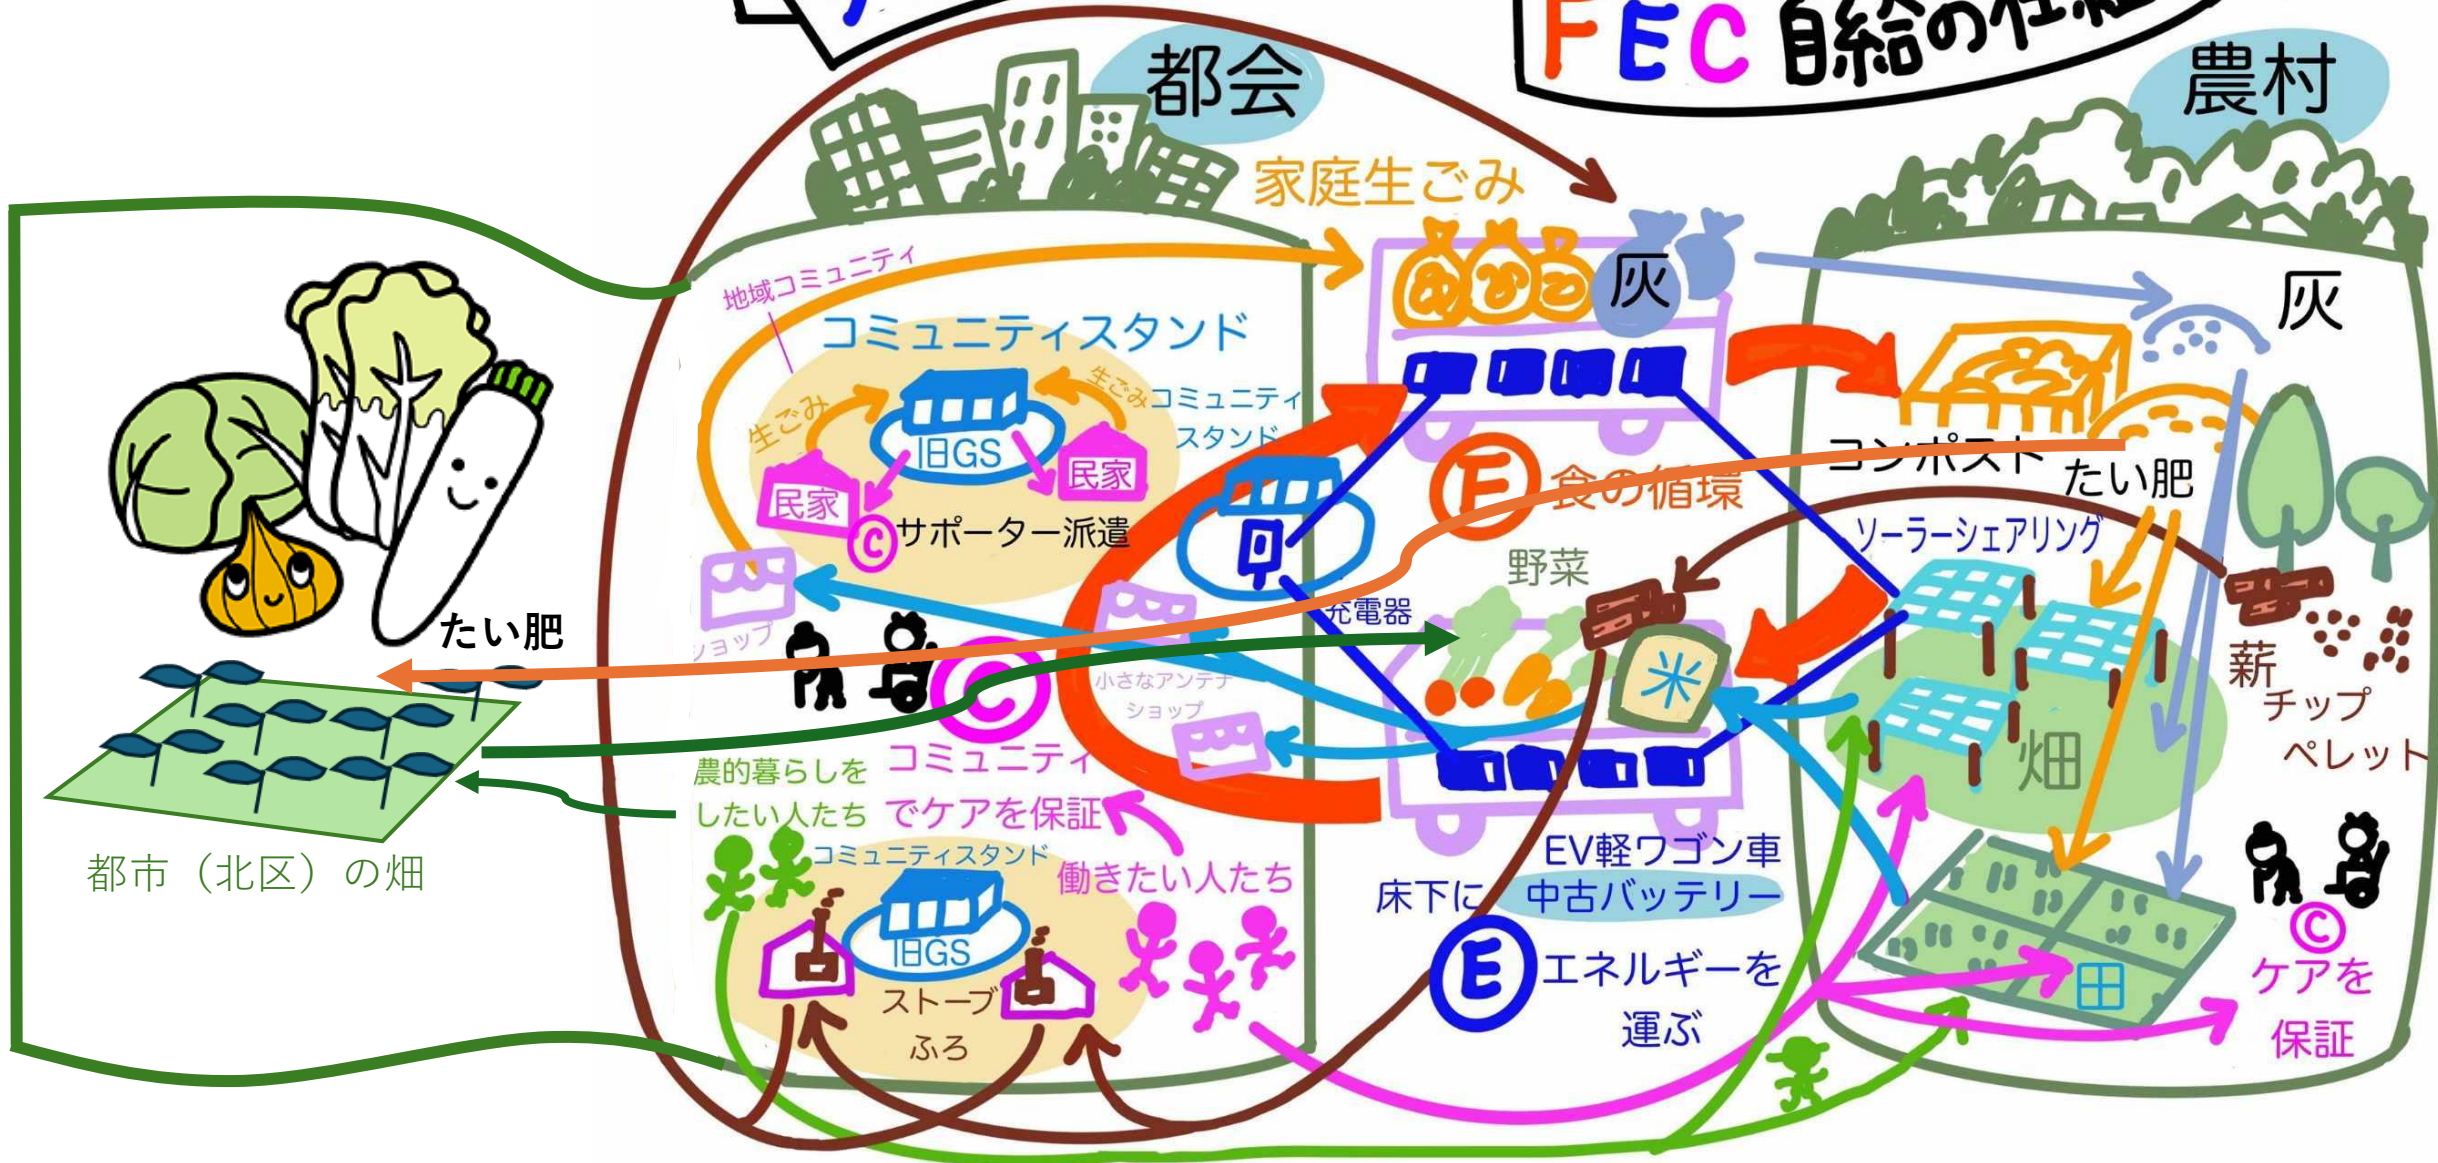 FEC 自給の仕組
都会
農村
家庭生ごみ
灰
灰
地域コミュニティ
コミュニティスタンド
生ごみ
生ごみ
旧GS
民家
民家
コミュニティ
スタンド
C サポーター派遣
コンポスト
たい肥
F 食の循環
ソーラーシェアリング
野菜
充電器
ショップ
たい肥
小さなアンテナ
ショップ
C
米
薪
チップ
ペレット
畑
コミュニティ
でケアを保証
農的暮らしを
したい人たち
都市（北区）の畑
コミュニティスタンド
働きたい人たち
旧GS
ストーブ
ふろ
EV軽ワゴン車
床下に 中古バッテリー
E エネルギーを
運ぶ
田
C
ケアを
保証